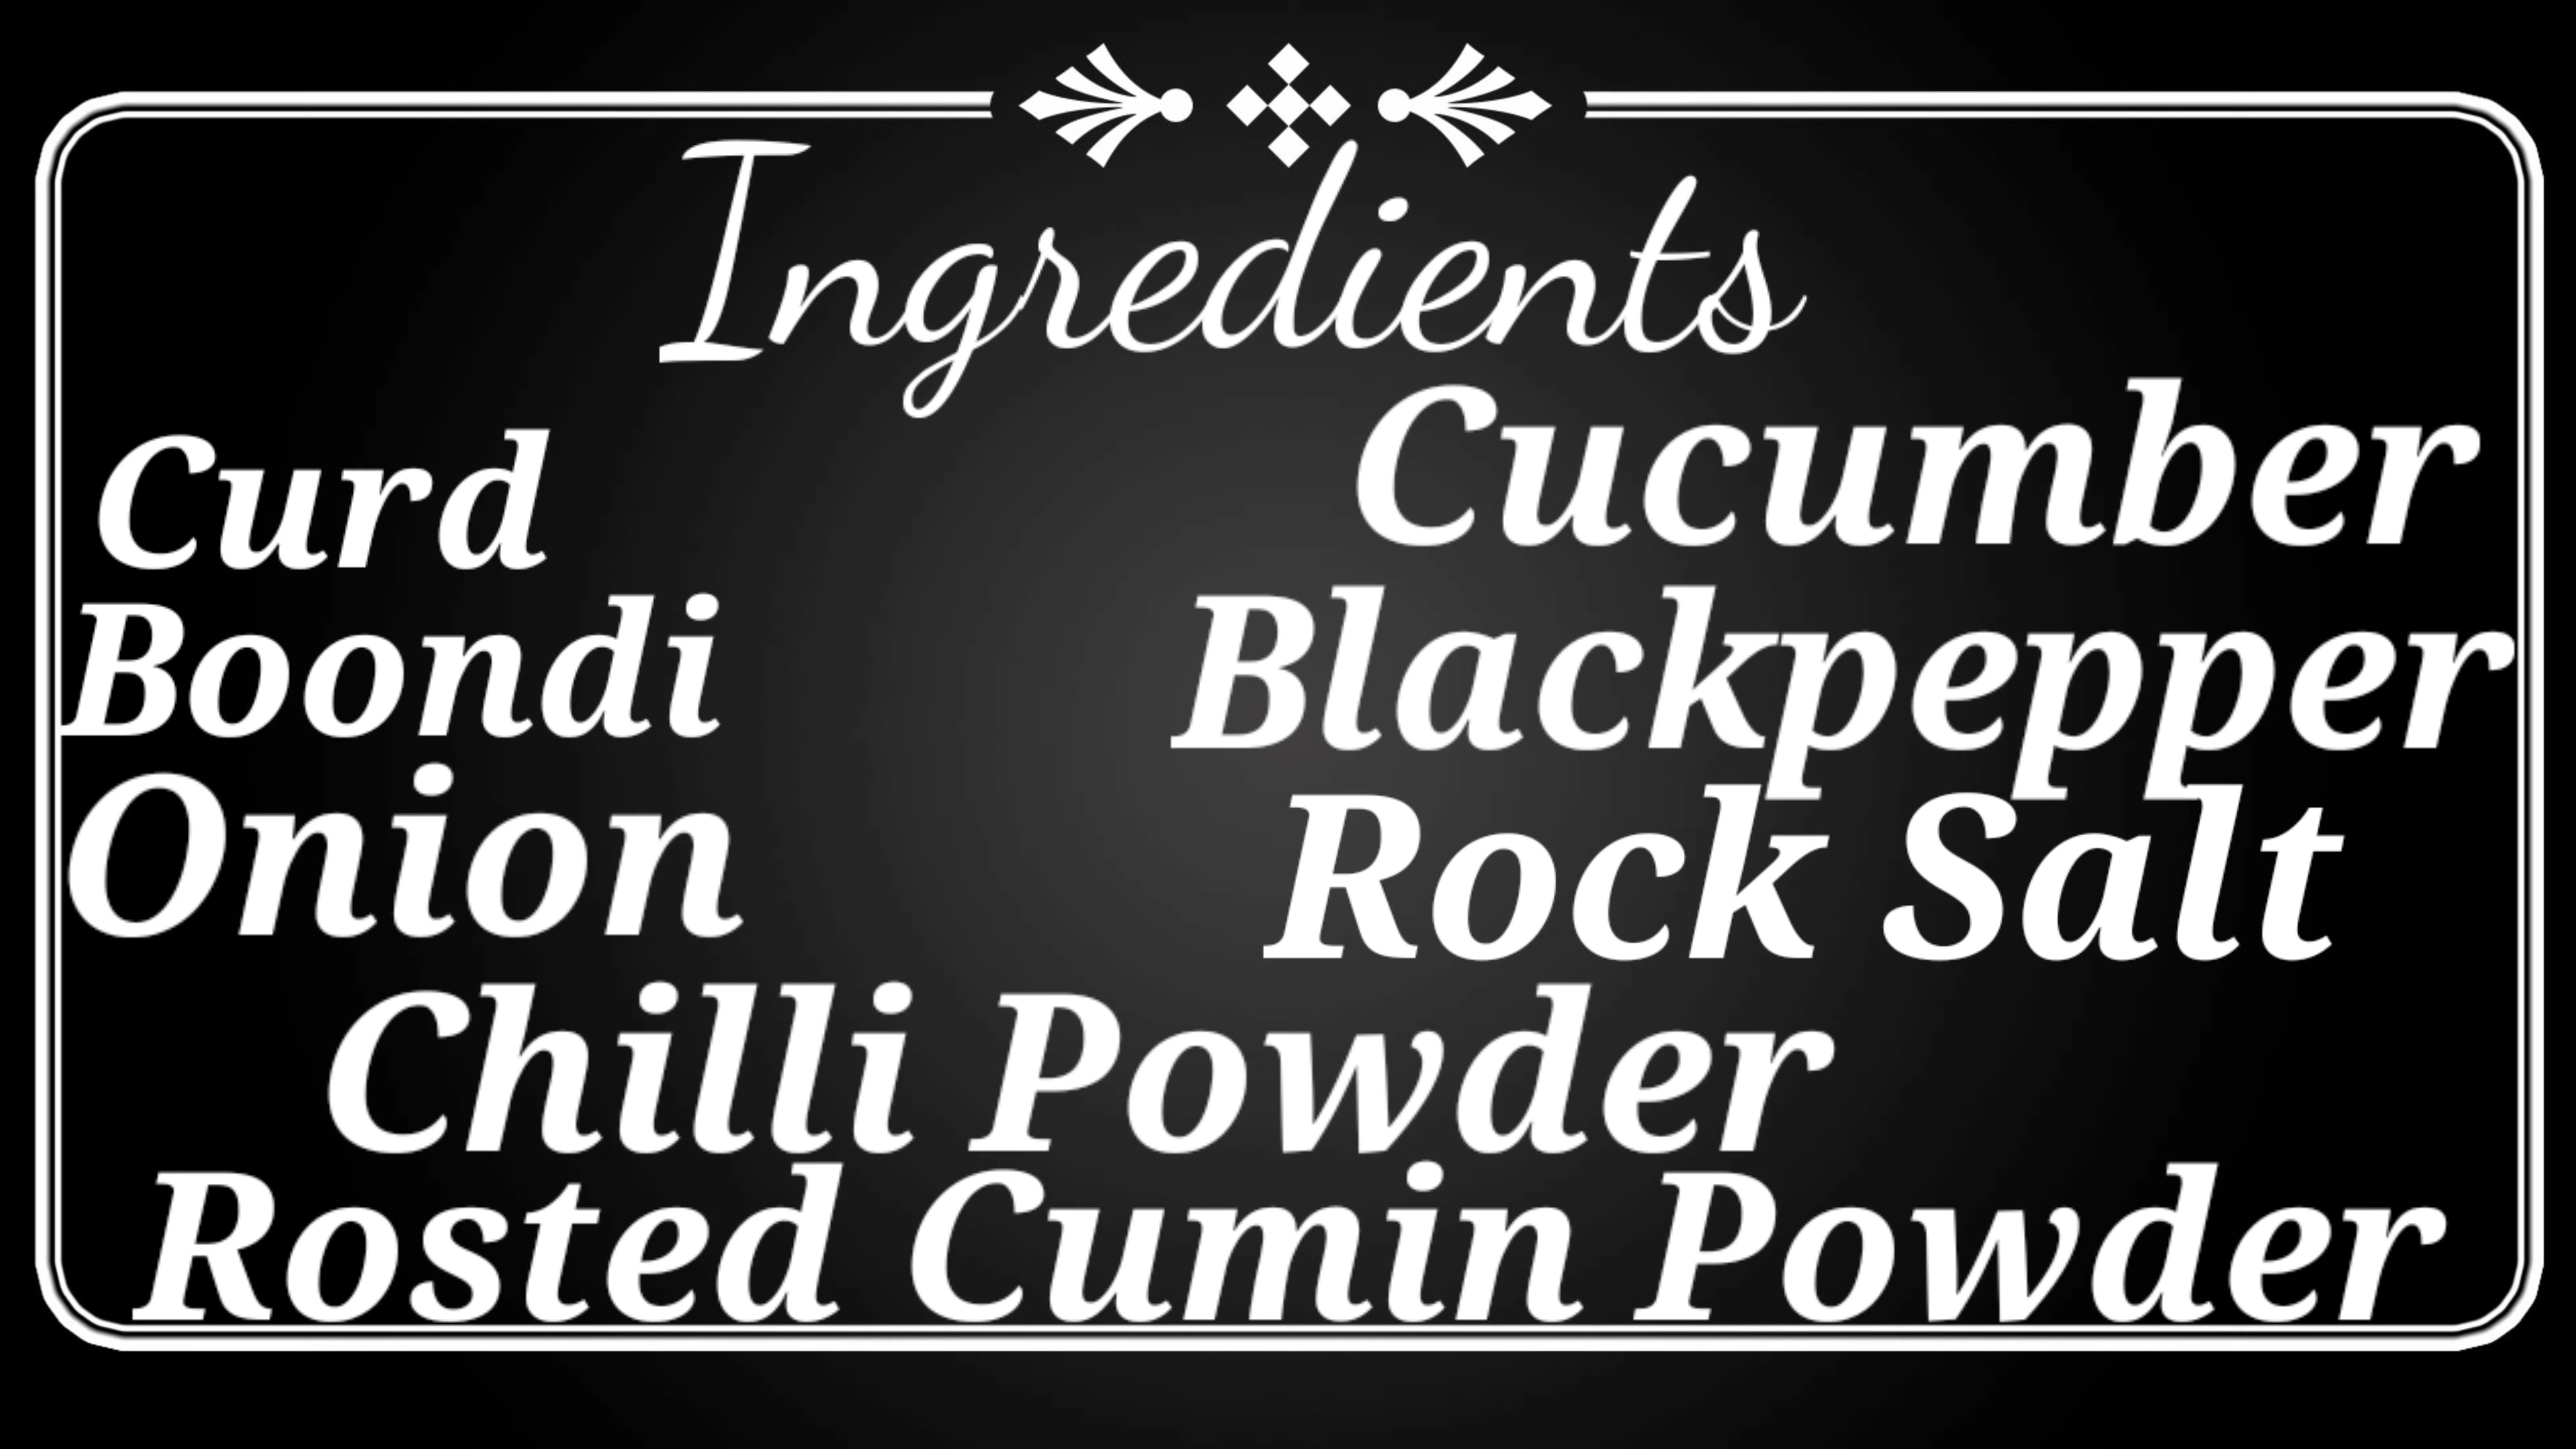 Ingredients
Curd
Boondi
Onion
Cucumber
Blackpepper
Rock Salt
Chilli Powder
Rosted Cumin Powder